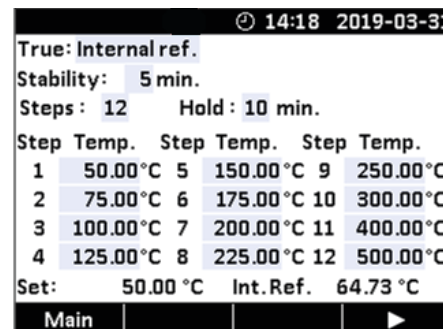 14:18 2019-03-31
True: Internal ref.
Stability: 5 min.
Steps : 12 Hold : 10 min.
Step Temp. Step Temp. Step Temp.
1 50.00°C 5 150.00°C 9 250.00°C
2 75.00°C 6 175.00°C 10 300.00°C
3 100.00°C 7 200.00°C 11 400.00°C
4 125.00°C 8 225.00°C 12 500.00°C
Set: 50.00 °C Int.Ref. 64.73 °C
Main